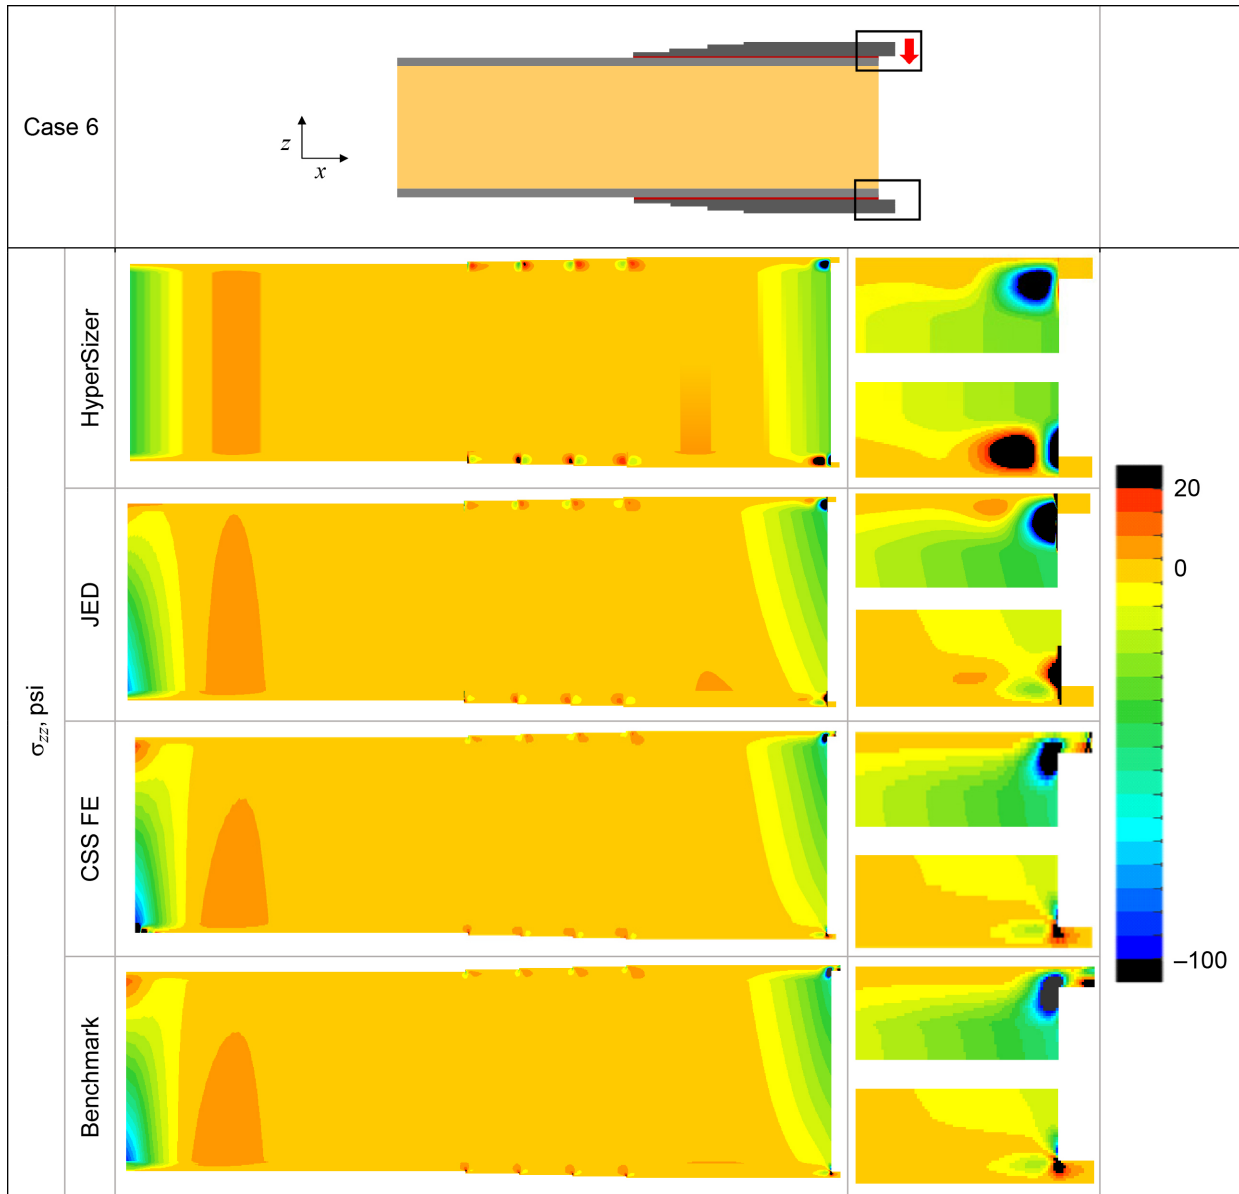 Case 6
z
x
HyperSizer
JED
CSS FE
Benchmark
σzz, psi
20
0
–100